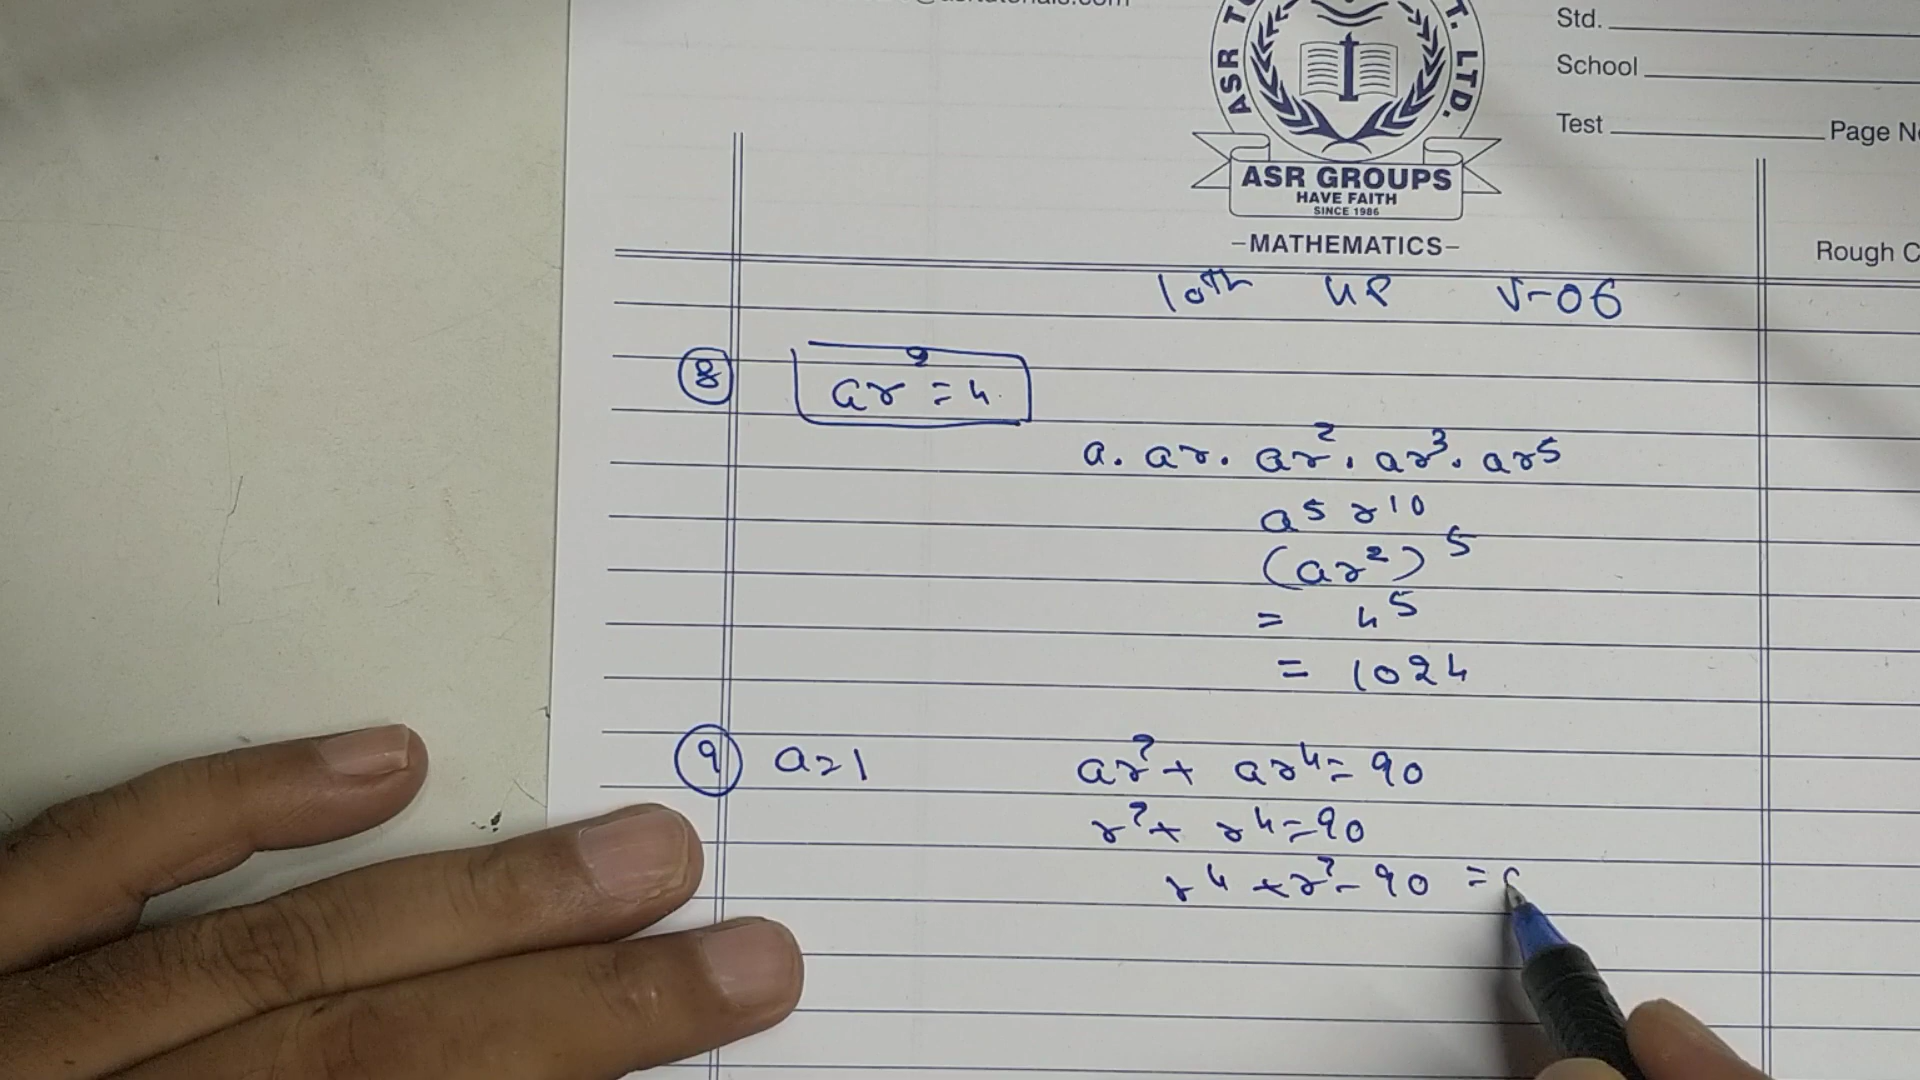 Std.
School
Test Page
ASR
T. LTD.
ASR GROUPS
HAVE FAITH
SINCE 1986
-MATHEMATICS-
Rough
10th V-06
8 ar² = 4
a. ar. ar². ar³. ar⁵
a⁵ r¹⁰
(ar²)⁵
= 4⁵
= 1024
9 a=1 ar² + ar⁴ = 90
r² + r⁴ = 90
r⁴ + r² - 90 =